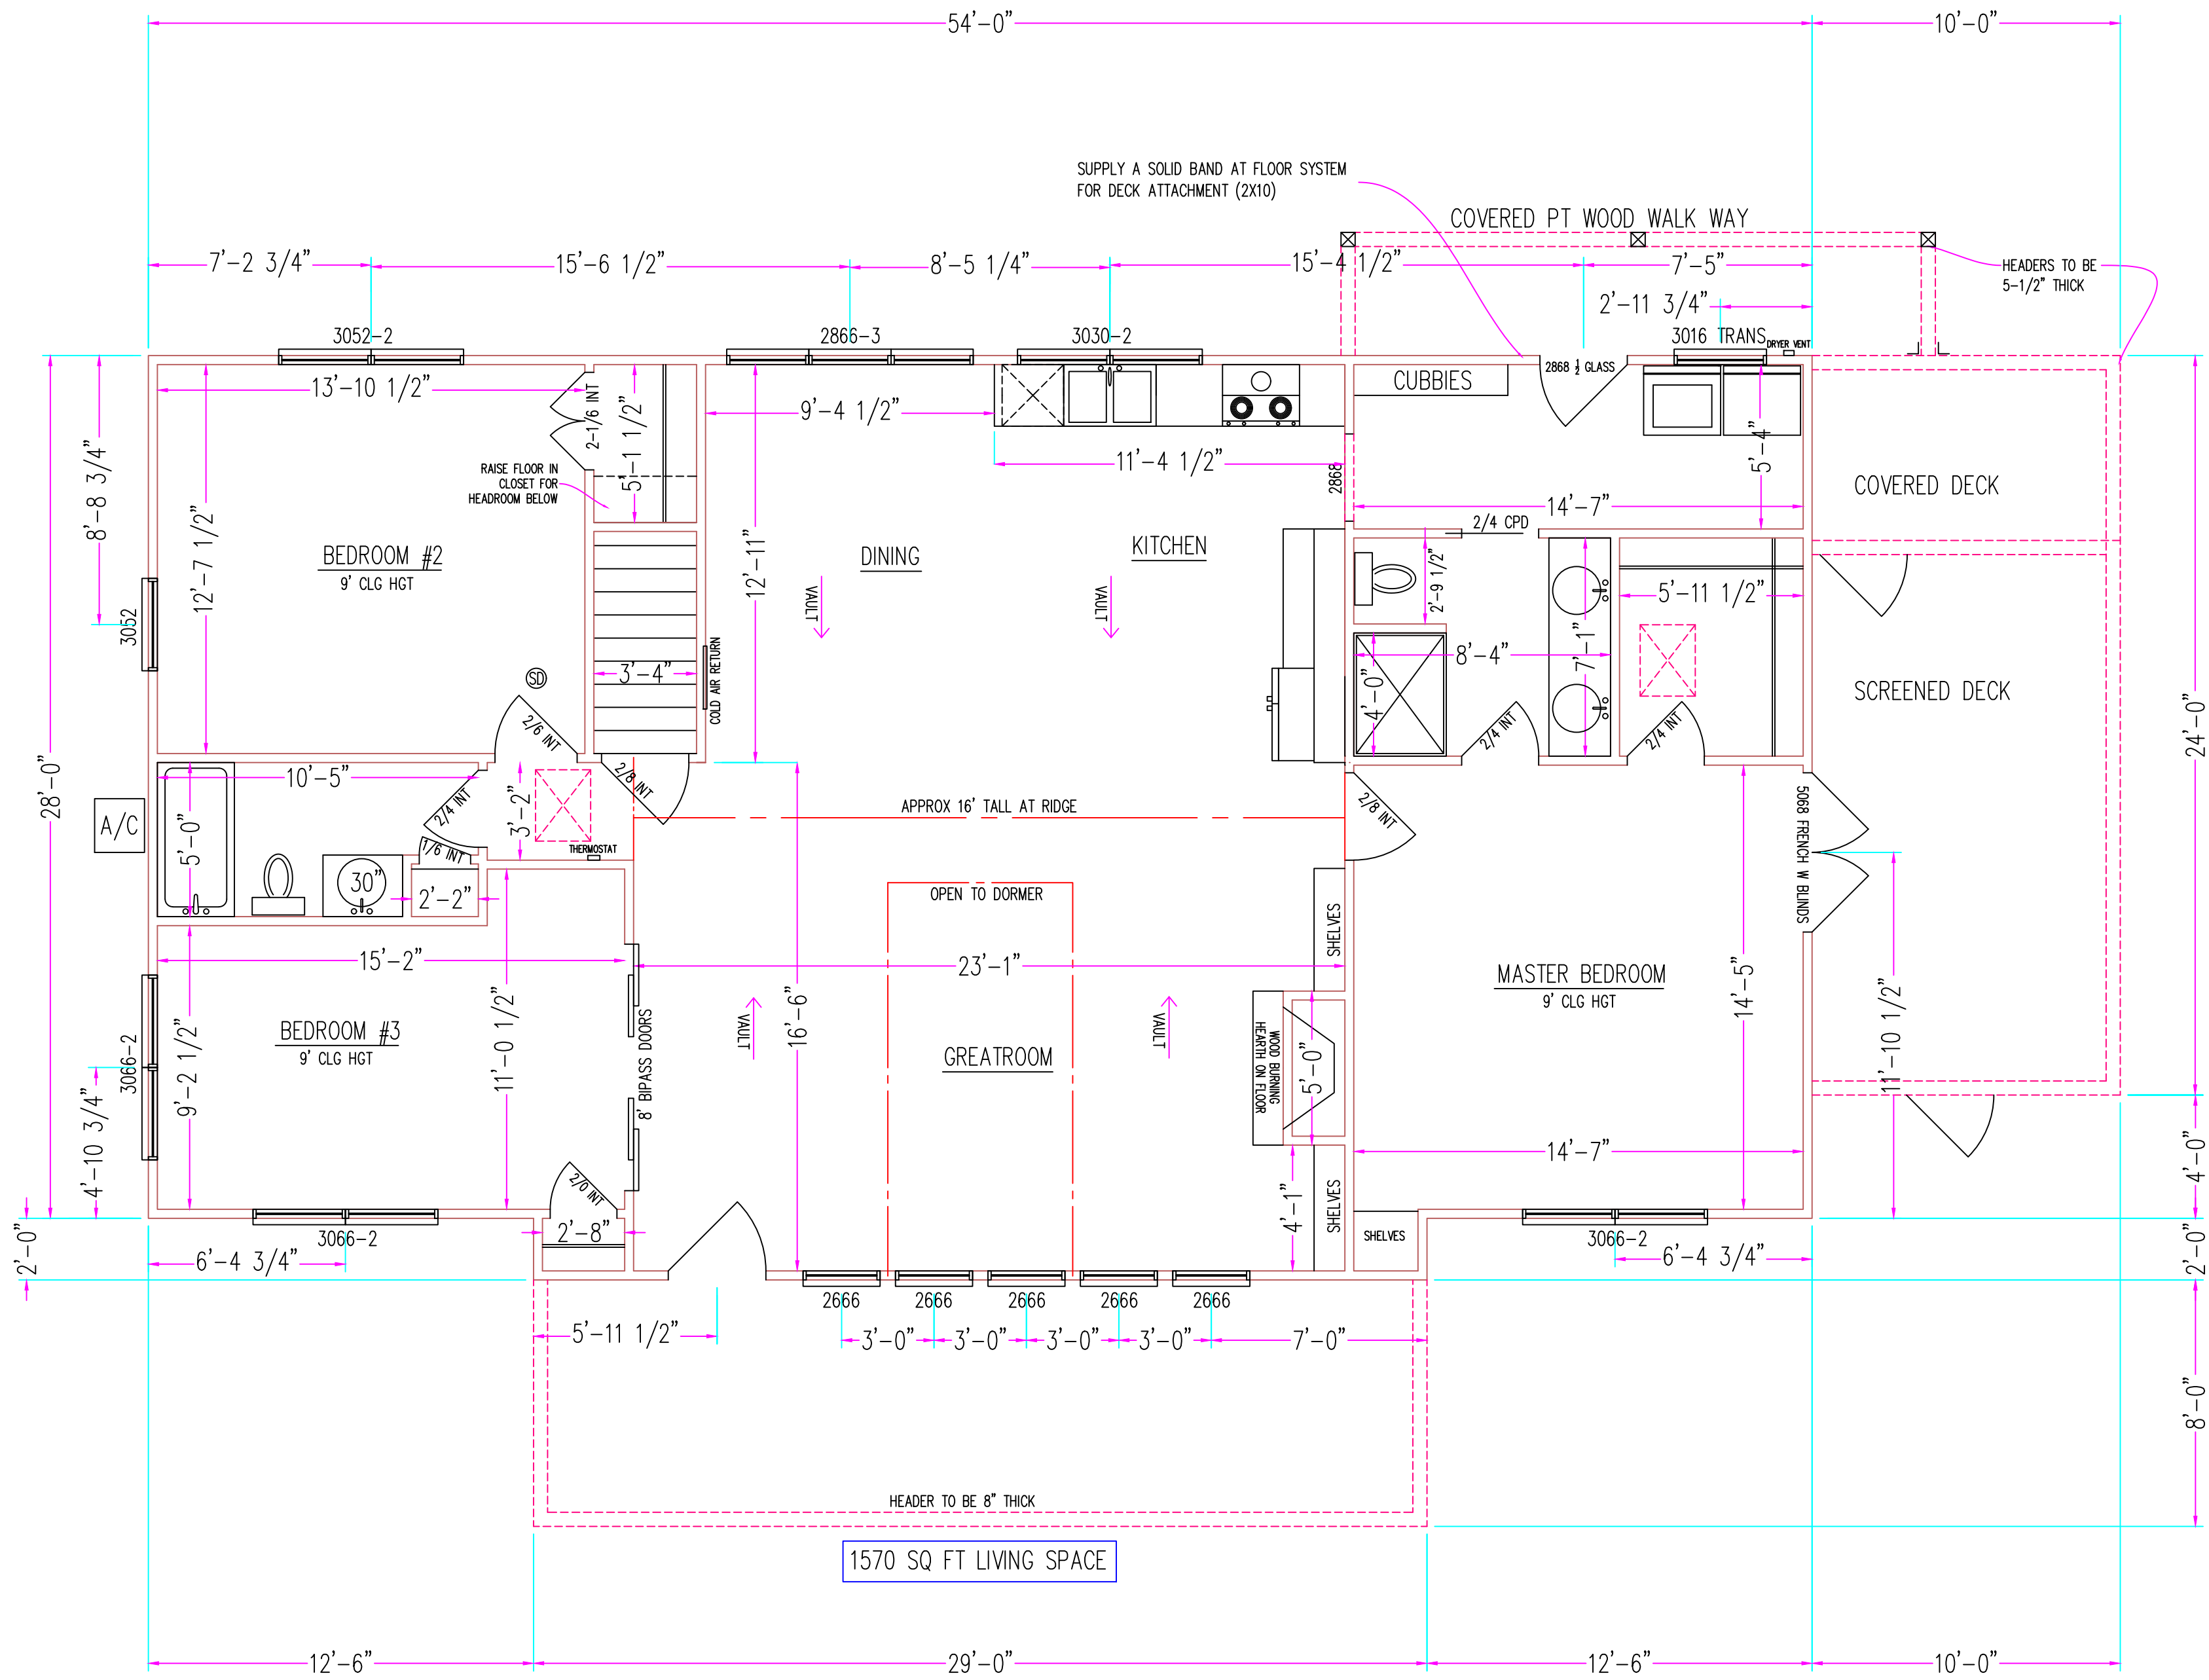 54'-0"
10'-0"
SUPPLY A SOLID BAND AT FLOOR SYSTEM
FOR DECK ATTACHMENT (2X10)
COVERED PT WOOD WALK WAY
7'-2 3/4"
15'-6 1/2"
8'-5 1/4"
15'-4 1/2"
7'-5"
HEADERS TO BE
5-1/2" THICK
2'-11 3/4"
3052-2
2866-3
3030-2
3016 TRANS
DRYER VENT
2868 ½ GLASS
13'-10 1/2"
2-1/6 INT
5'-1 1/2"
9'-4 1/2"
CUBBIES
11'-4 1/2"
2868
5'-4"
14'-7"
COVERED DECK
8'-8 3/4"
RAISE FLOOR IN
CLOSET FOR
HEADROOM BELOW
12'-7 1/2"
12'-11"
2/4 CPD
BEDROOM #2
9' CLG HGT
DINING
KITCHEN
VAULT
VAULT
2'-9 1/2"
5'-11 1/2"
3052
SD
3'-4"
COLD AIR RETURN
8'-4"
7'-1"
4'-0"
SCREENED DECK
24'-0"
2/6 INT
2/8 INT
2/4 INT
2/4 INT
28'-0"
10'-5"
3'-2"
2/4 INT
A/C
5'-0"
1/6 INT
THERMOSTAT
APPROX 16' TALL AT RIDGE
2/8 INT
5068 FRENCH W BLINDS
30"
2'-2"
OPEN TO DORMER
SHELVES
15'-2"
23'-1"
MASTER BEDROOM
9' CLG HGT
14'-5"
3066-2
9'-2 1/2"
BEDROOM #3
9' CLG HGT
11'-0 1/2"
8' BIPASS DOORS
VAULT
16'-6"
GREATROOM
VAULT
WOOD BURNING
HEARTH ON FLOOR
5'-0"
11'-10 1/2"
4'-10 3/4"
14'-7"
4'-0"
2/0 INT
4'-1"
SHELVES
SHELVES
2'-0"
3066-2
2'-8"
3066-2
6'-4 3/4"
6'-4 3/4"
2'-0"
2666
2666
2666
2666
2666
5'-11 1/2"
3'-0"
3'-0"
3'-0"
3'-0"
7'-0"
8'-0"
HEADER TO BE 8" THICK
1570 SQ FT LIVING SPACE
12'-6"
29'-0"
12'-6"
10'-0"